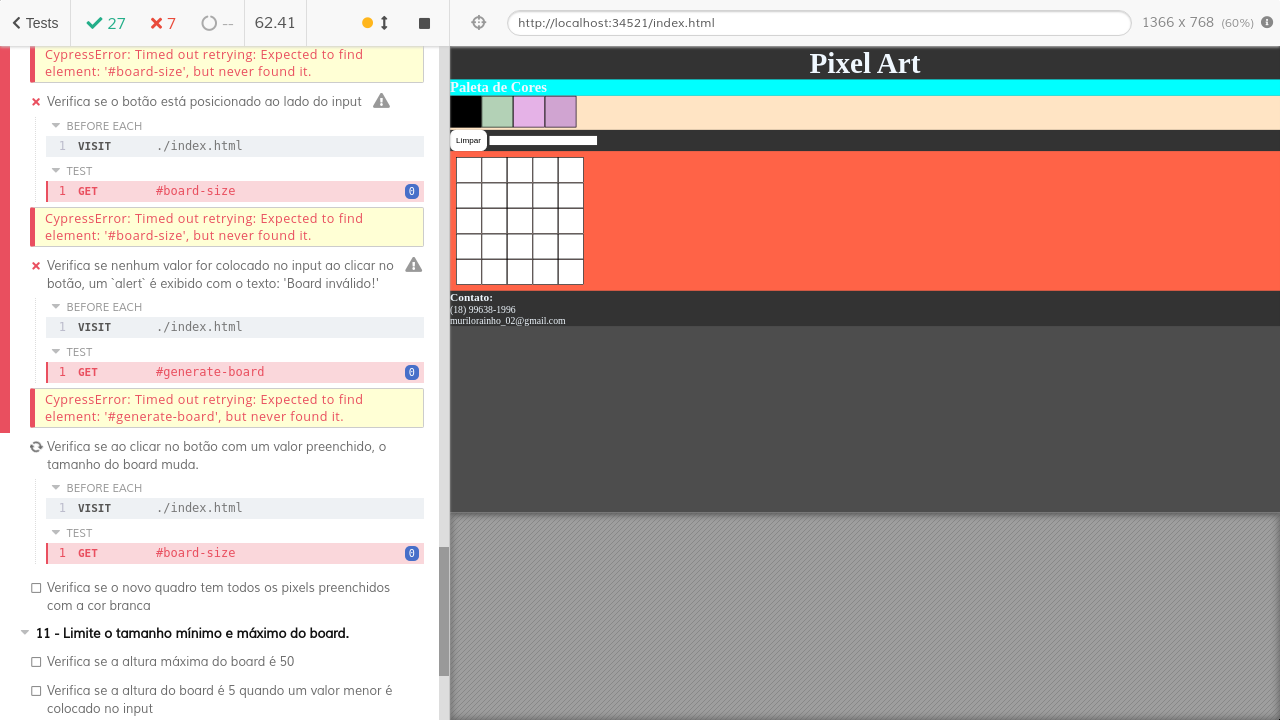 Tests
27
7
--
62.41
http://localhost:34521/index.html
1366 x 768 (60%)
CypressError: Timed out retrying: Expected to find
element: '#board-size', but never found it.
Verifica se o botão está posicionado ao lado do input
BEFORE EACH
1 VISIT ./index.html
TEST
1 GET #board-size 0
CypressError: Timed out retrying: Expected to find
element: '#board-size', but never found it.
Verifica se nenhum valor for colocado no input ao clicar no
botão, um `alert` é exibido com o texto: 'Board inválido!'
BEFORE EACH
1 VISIT ./index.html
TEST
1 GET #generate-board 0
CypressError: Timed out retrying: Expected to find
element: '#generate-board', but never found it.
Verifica se ao clicar no botão com um valor preenchido, o
tamanho do board muda.
BEFORE EACH
1 VISIT ./index.html
TEST
1 GET #board-size 0
Verifica se o novo quadro tem todos os pixels preenchidos
com a cor branca
11 - Limite o tamanho mínimo e máximo do board.
Verifica se a altura máxima do board é 50
Verifica se a altura do board é 5 quando um valor menor é
colocado no input
Pixel Art
Paleta de Cores
Limpar
Contato:
(18) 99638-1996
murilorainho_02@gmail.com